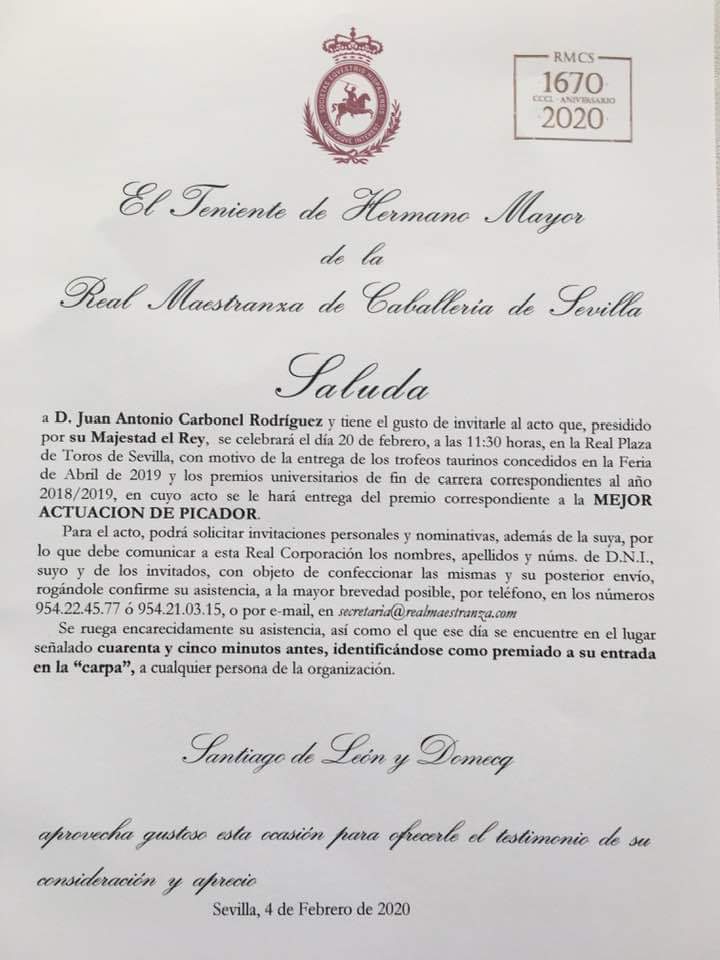 SOCIETAS EQUESTRIS HISPALENSIS
RMCS
1670
CCCL · ANIVERSARIO
2020
El Teniente de Hermano Mayor
de la
Real Maestranza de Caballería de Sevilla
Saluda
a D. Juan Antonio Carbonel Rodríguez y tiene el gusto de invitarle al acto que, presidido
por su Majestad el Rey, se celebrará el día 20 de febrero, a las 11:30 horas, en la Real Plaza
de Toros de Sevilla, con motivo de la entrega de los trofeos taurinos concedidos en la Feria
de Abril de 2019 y los premios universitarios de fin de carrera correspondientes al año
2018/2019, en cuyo acto se le hará entrega del premio correspondiente a la MEJOR
ACTUACION DE PICADOR.
Para el acto, podrá solicitar invitaciones personales y nominativas, además de la suya, por
lo que debe comunicar a esta Real Corporación los nombres, apellidos y núms. de D.N.I.,
suyo y de los invitados, con objeto de confeccionar las mismas y su posterior envío,
rogándole confirme su asistencia, a la mayor brevedad posible, por teléfono, en los números
954.22.45.77 ó 954.21.03.15, o por e-mail, en secretaria@realmaestranza.com
Se ruega encarecidamente su asistencia, así como el que ese día se encuentre en el lugar
señalado cuarenta y cinco minutos antes, identificándose como premiado a su entrada
en la “carpa”, a cualquier persona de la organización.
Santiago de León y Domecq
aprovecha gustoso esta ocasión para ofrecerle el testimonio de su
consideración y aprecio
Sevilla, 4 de Febrero de 2020